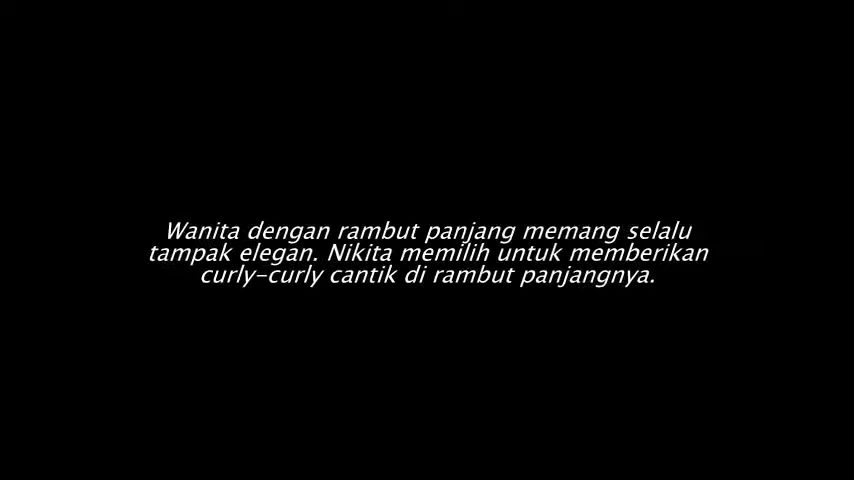 Wanita dengan rambut panjang memang selalu
tampak elegan. Nikita memilih untuk memberikan
curly-curly cantik di rambut panjangnya.